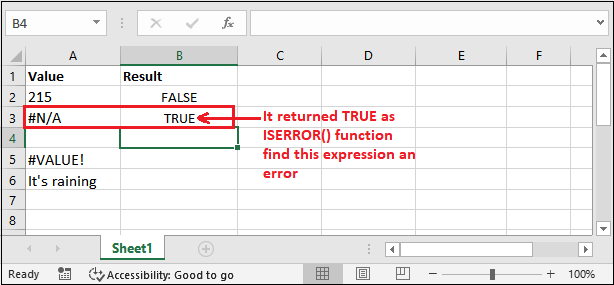 B4
fx
A B C D E F
1 Value Result
2 215 FALSE
3 #N/A TRUE It returned TRUE as
ISERROR() function
4 find this expression an
5 #VALUE! error
6 It's raining
7
8
Sheet1
Ready Accessibility: Good to go 100%